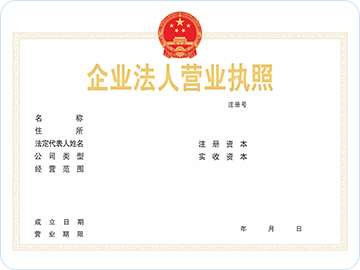 企业法人营业执照
注册号
名 称
住 所
法定代表人姓名 注 册 资 本
公 司 类 型 实 收 资 本
经 营 范 围
成 立 日 期
营 业 期 限 年 月 日